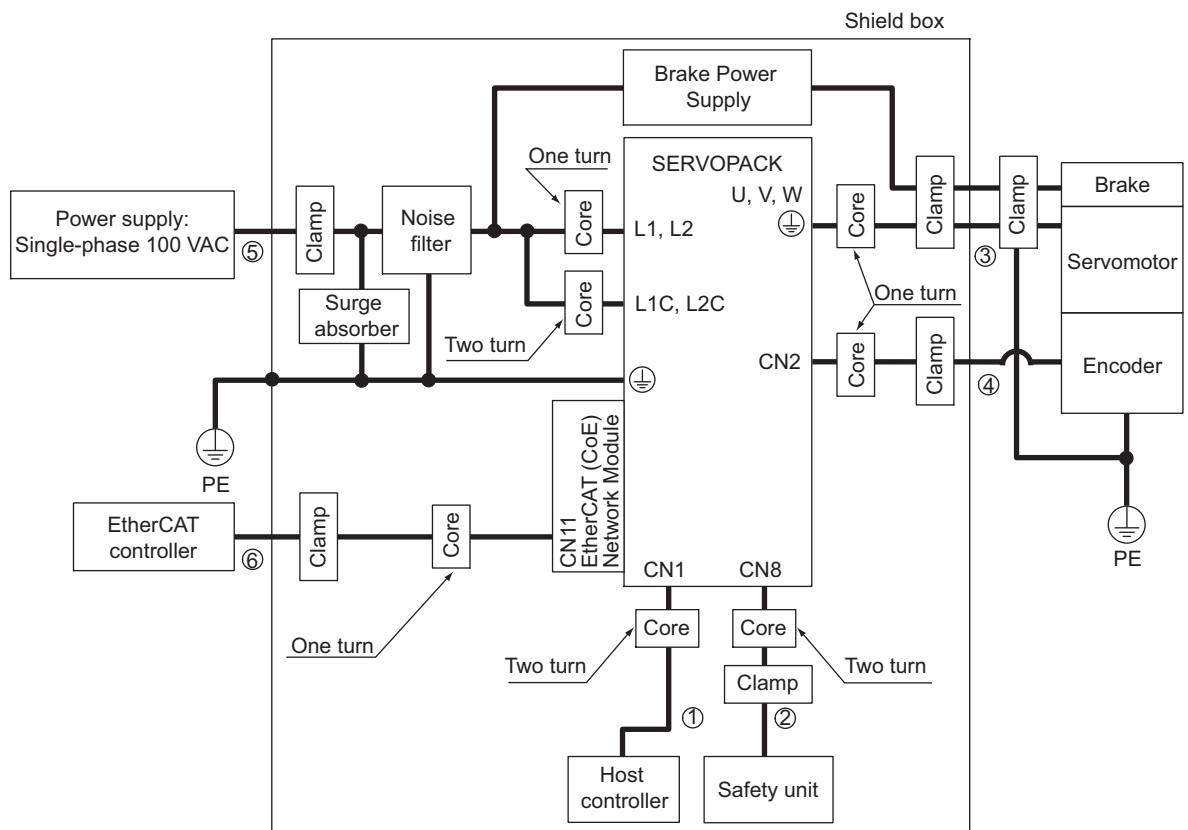 Shield box
Brake Power
Supply
One turn
SERVOPACK
U, V, W
Power supply:
Single-phase 100 VAC
⑤
Clamp
Noise
filter
Core
L1, L2
Core
Clamp
Clamp
③
Brake
Servomotor
Encoder
Surge
absorber
Core
L1C, L2C
Two turn
One turn
CN2
Core
Clamp
④
PE
EtherCAT
controller
⑥
Clamp
Core
One turn
CN11
EtherCAT (CoE)
Network Module
PE
CN1
CN8
Core
Core
Two turn
Two turn
Clamp
①
②
Host
controller
Safety unit